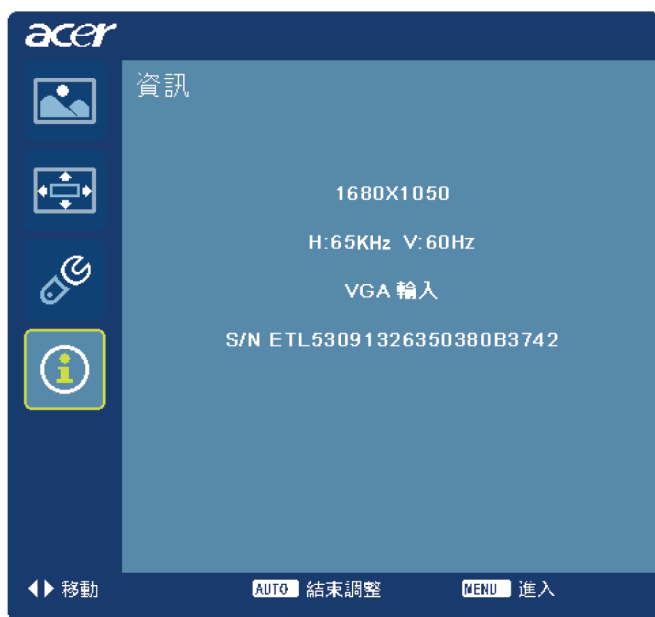 acer
資訊
1680X1050
H:65KHz V:60Hz
VGA 輸入
S/N ETL53091326350380B3742
移動 AUTO 結束調整 MENU 進入